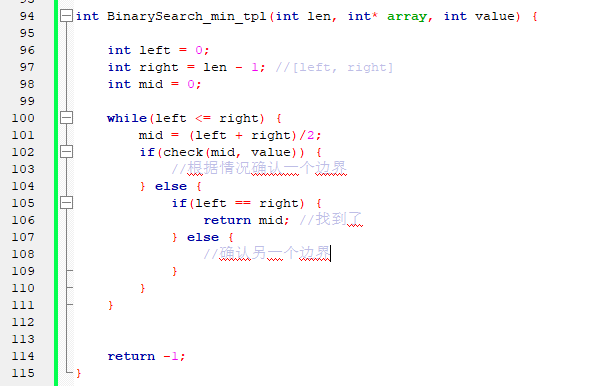 94 int BinarySearch_min_tpl(int len, int* array, int value) {
95
96 int left = 0;
97 int right = len - 1; //[left, right]
98 int mid = 0;
99
100 while(left <= right) {
101 mid = (left + right)/2;
102 if(check(mid, value)) {
103 //根据情况确认一个边界
104 } else {
105 if(left == right) {
106 return mid; //找到了
107 } else {
108 //确认另一个边界
109 }
110 }
111 }
112
113
114 return -1;
115 }